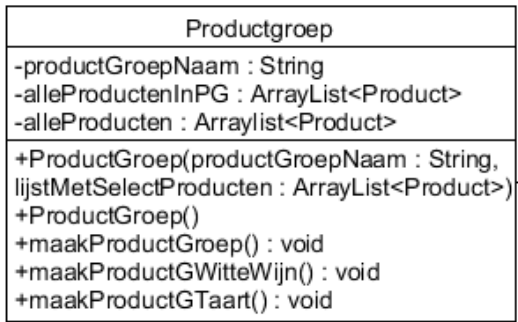 Productgroep
-productGroepNaam : String
-alleProductenInPG : ArrayList<Product>
-alleProducten : Arraylist<Product>
+ProductGroep(productGroepNaam : String,
lijstMetSelectProducten : ArrayList<Product>)
+ProductGroep()
+maakProductGroep() : void
+maakProductGWitteWijn() : void
+maakProductGTaart() : void